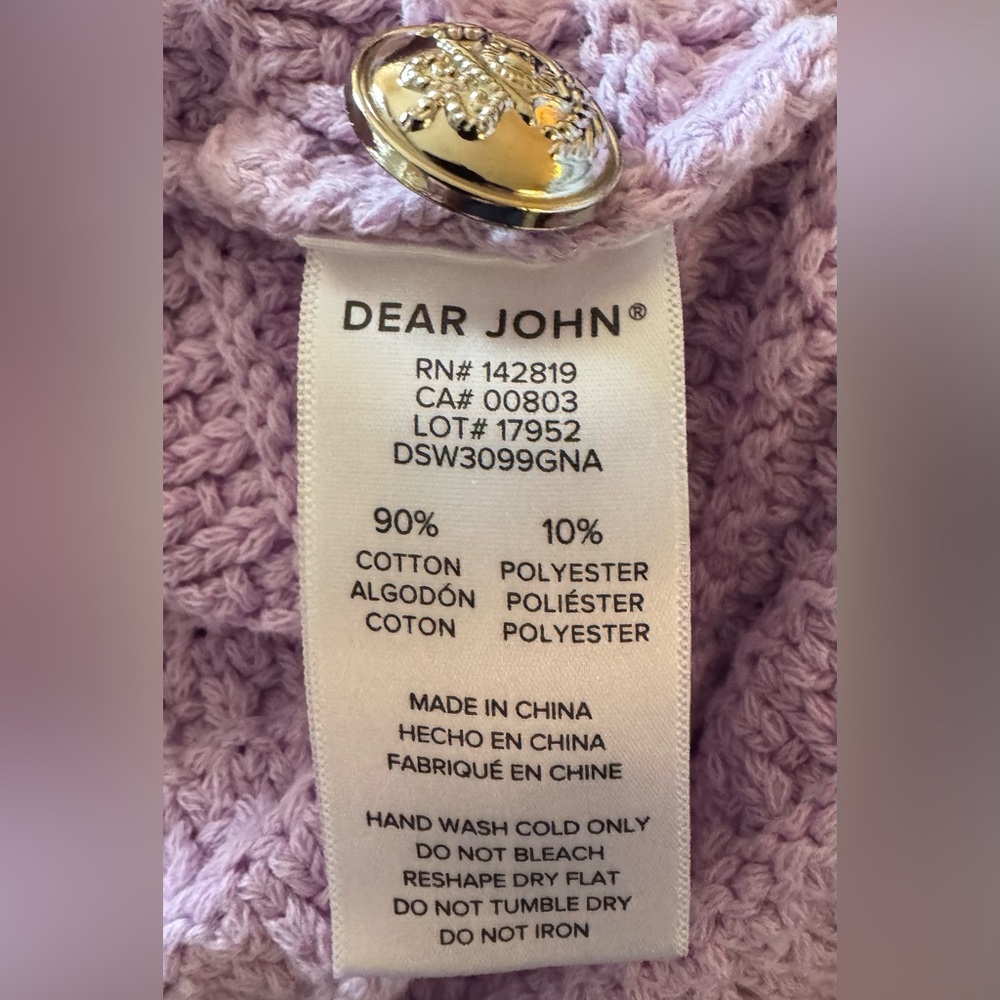 DEAR JOHN®
RN# 142819
CA# 00803
LOT# 17952
DSW3099GNA
90% 10%
COTTON POLYESTER
ALGODÓN POLIÉSTER
COTON POLYESTER
MADE IN CHINA
HECHO EN CHINA
FABRIQUÉ EN CHINE
HAND WASH COLD ONLY
DO NOT BLEACH
RESHAPE DRY FLAT
DO NOT TUMBLE DRY
DO NOT IRON